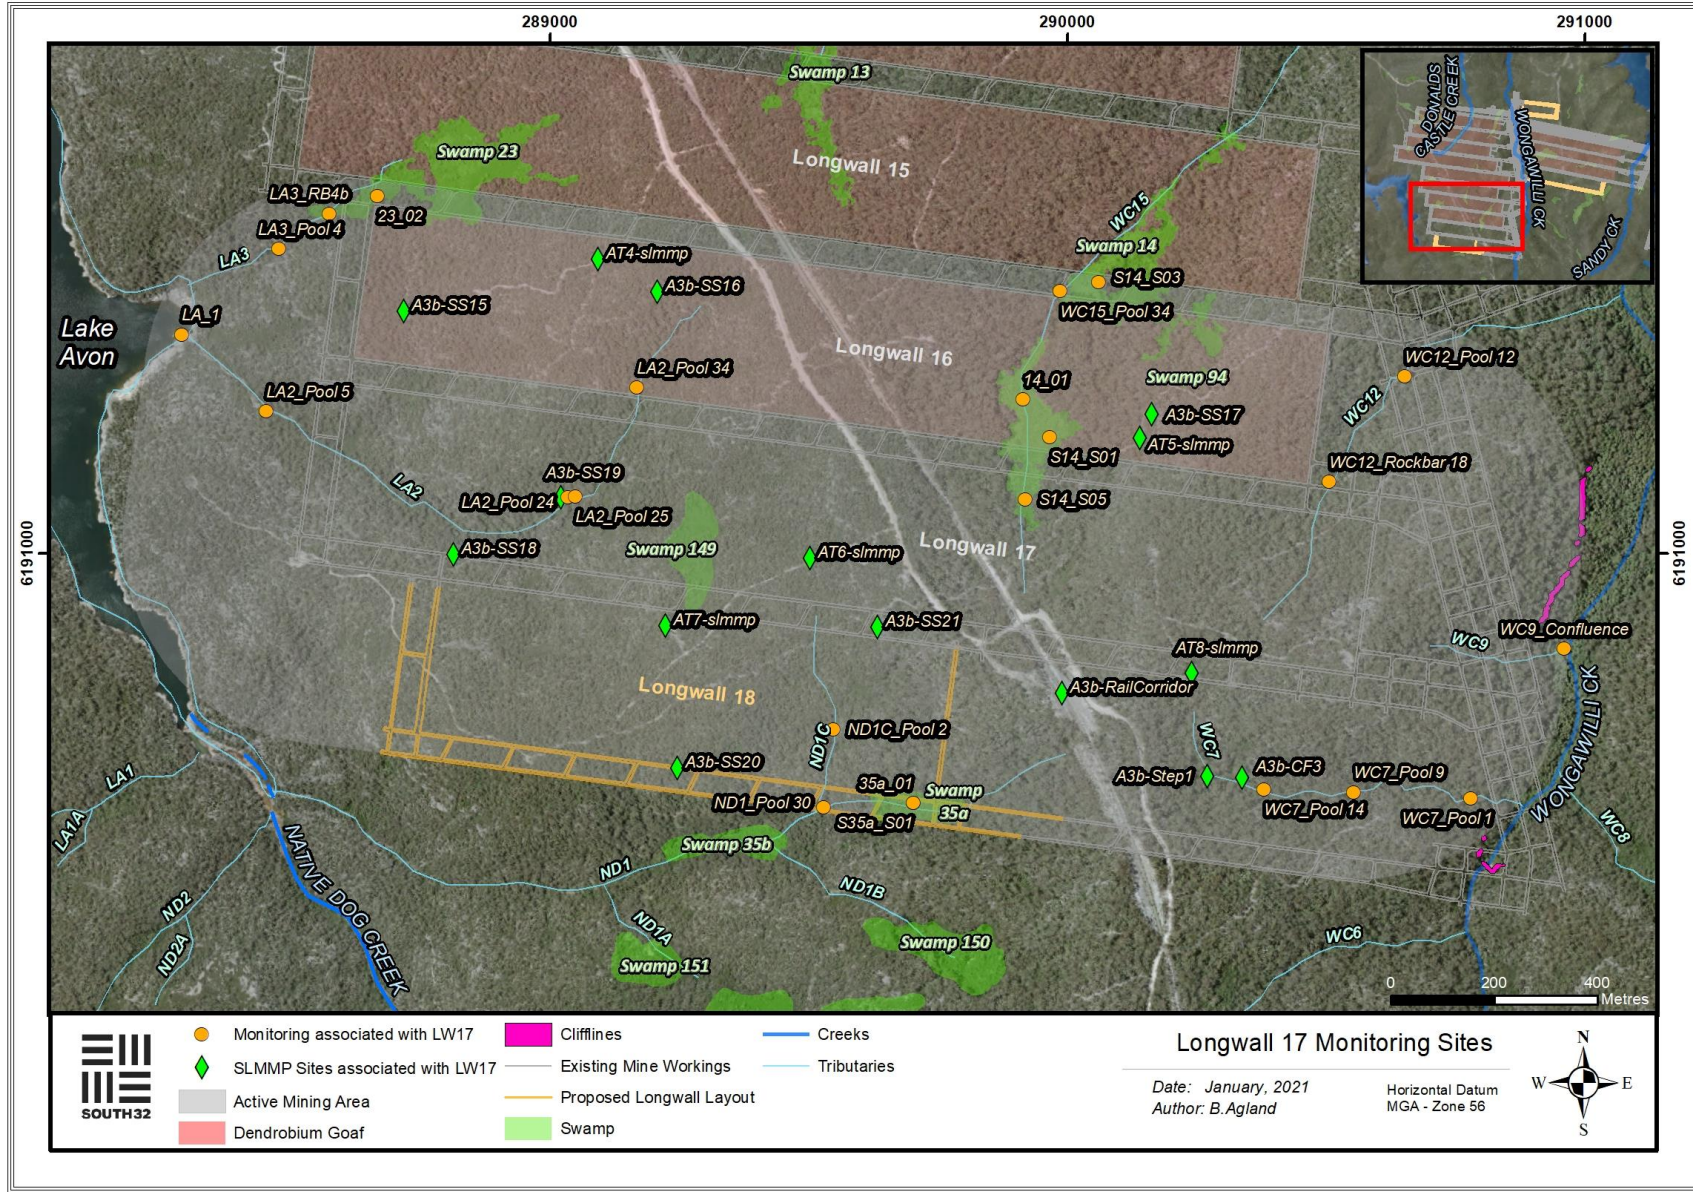 289000
290000
291000
6191000
6191000
DONALDS
CASTLE CREEK
WONGAWILLI CK
SANDY CK
Swamp 13
Swamp 23
Longwall 15
LA3_RB4b
23_02
LA3_Pool 4
LA3
WC15
Swamp 14
S14_S03
WC15_Pool 34
AT4-slmmp
A3b-SS16
A3b-SS15
LA_1
Lake
Avon
Longwall 16
LA2_Pool 34
LA2_Pool 5
14_01
Swamp 94
A3b-SS17
AT5-slmmp
S14_S01
S14_S05
WC12_Pool 12
WC12
WC12_Rockbar 18
A3b-SS19
LA2
LA2_Pool 24
LA2_Pool 25
Swamp 149
A3b-SS18
AT6-slmmp
Longwall 17
AT7-slmmp
A3b-SS21
WC9_Confluence
WC9
AT8-slmmp
A3b-RailCorridor
Longwall 18
ND1C
ND1C_Pool 2
WC7
A3b-SS20
A3b-Step1
A3b-CF3
WC7_Pool 9
WC7_Pool 14
WC7_Pool 1
WONGAWILLI CK
WC8
35a_01
Swamp
35a
ND1_Pool 30
S35a_S01
Swamp 35b
LA1
LA1A
NATIVE DOG CREEK
ND1
ND1B
ND1A
ND2
ND2A
Swamp 151
Swamp 150
WC6
0 200 400
Metres
SOUTH32
Monitoring associated with LW17
SLMMP Sites associated with LW17
Active Mining Area
Dendrobium Goaf
Clifflines
Existing Mine Workings
Proposed Longwall Layout
Swamp
Creeks
Tributaries
Longwall 17 Monitoring Sites
Date: January, 2021
Author: B.Agland
Horizontal Datum
MGA - Zone 56
N
W E
S